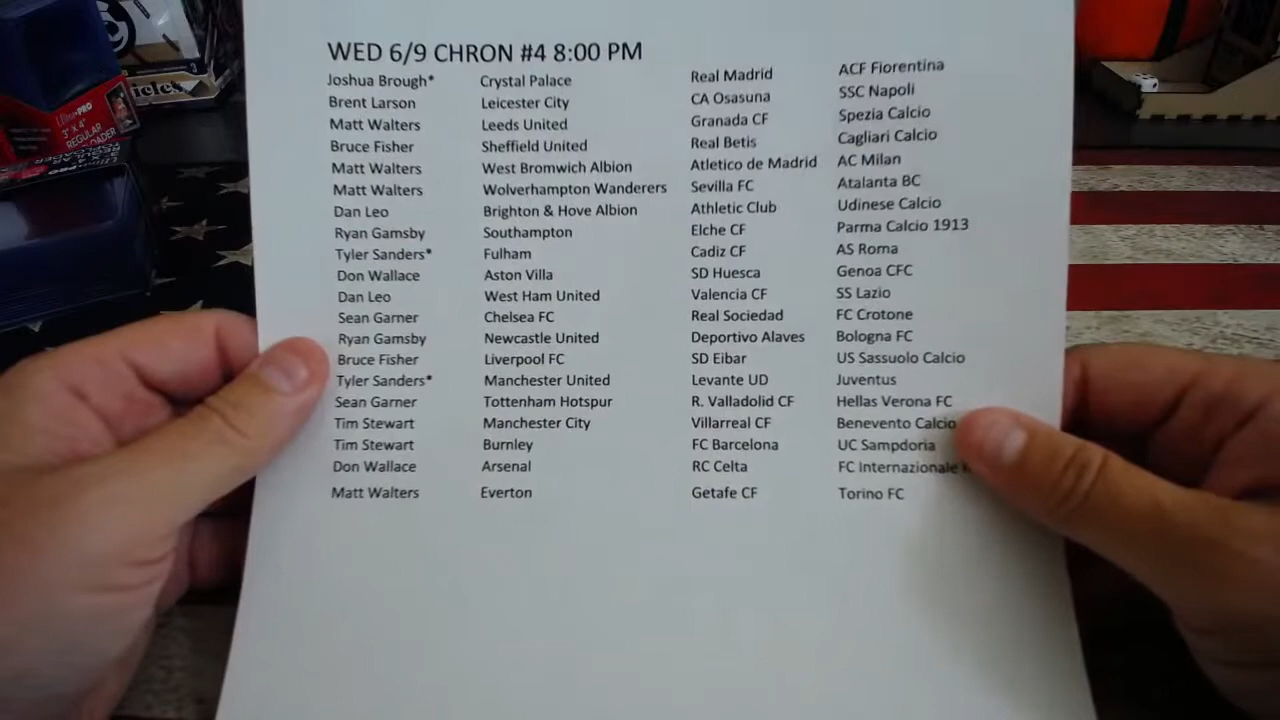 WED 6/9 CHRON #4 8:00 PM
Joshua Brough* Crystal Palace Real Madrid ACF Fiorentina
Brent Larson Leicester City CA Osasuna SSC Napoli
Matt Walters Leeds United Granada CF Spezia Calcio
Bruce Fisher Sheffield United Real Betis Cagliari Calcio
Matt Walters West Bromwich Albion Atletico de Madrid AC Milan
Matt Walters Wolverhampton Wanderers Sevilla FC Atalanta BC
Dan Leo Brighton & Hove Albion Athletic Club Udinese Calcio
Ryan Gamsby Southampton Elche CF Parma Calcio 1913
Tyler Sanders* Fulham Cadiz CF AS Roma
Don Wallace Aston Villa SD Huesca Genoa CFC
Dan Leo West Ham United Valencia CF SS Lazio
Sean Garner Chelsea FC Real Sociedad FC Crotone
Ryan Gamsby Newcastle United Deportivo Alaves Bologna FC
Bruce Fisher Liverpool FC SD Eibar US Sassuolo Calcio
Tyler Sanders* Manchester United Levante UD Juventus
Sean Garner Tottenham Hotspur R. Valladolid CF Hellas Verona FC
Tim Stewart Manchester City Villarreal CF Benevento Calcio
Tim Stewart Burnley FC Barcelona UC Sampdoria
Don Wallace Arsenal RC Celta FC Internazionale
Matt Walters Everton Getafe CF Torino FC
Ultra PRO
3" X 4"
REGULAR